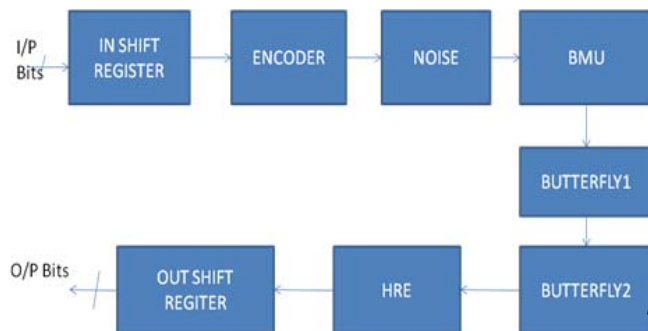 I/P
Bits
IN SHIFT
REGISTER
ENCODER
NOISE
BMU
BUTTERFLY1
BUTTERFLY2
HRE
OUT SHIFT
REGITER
O/P Bits